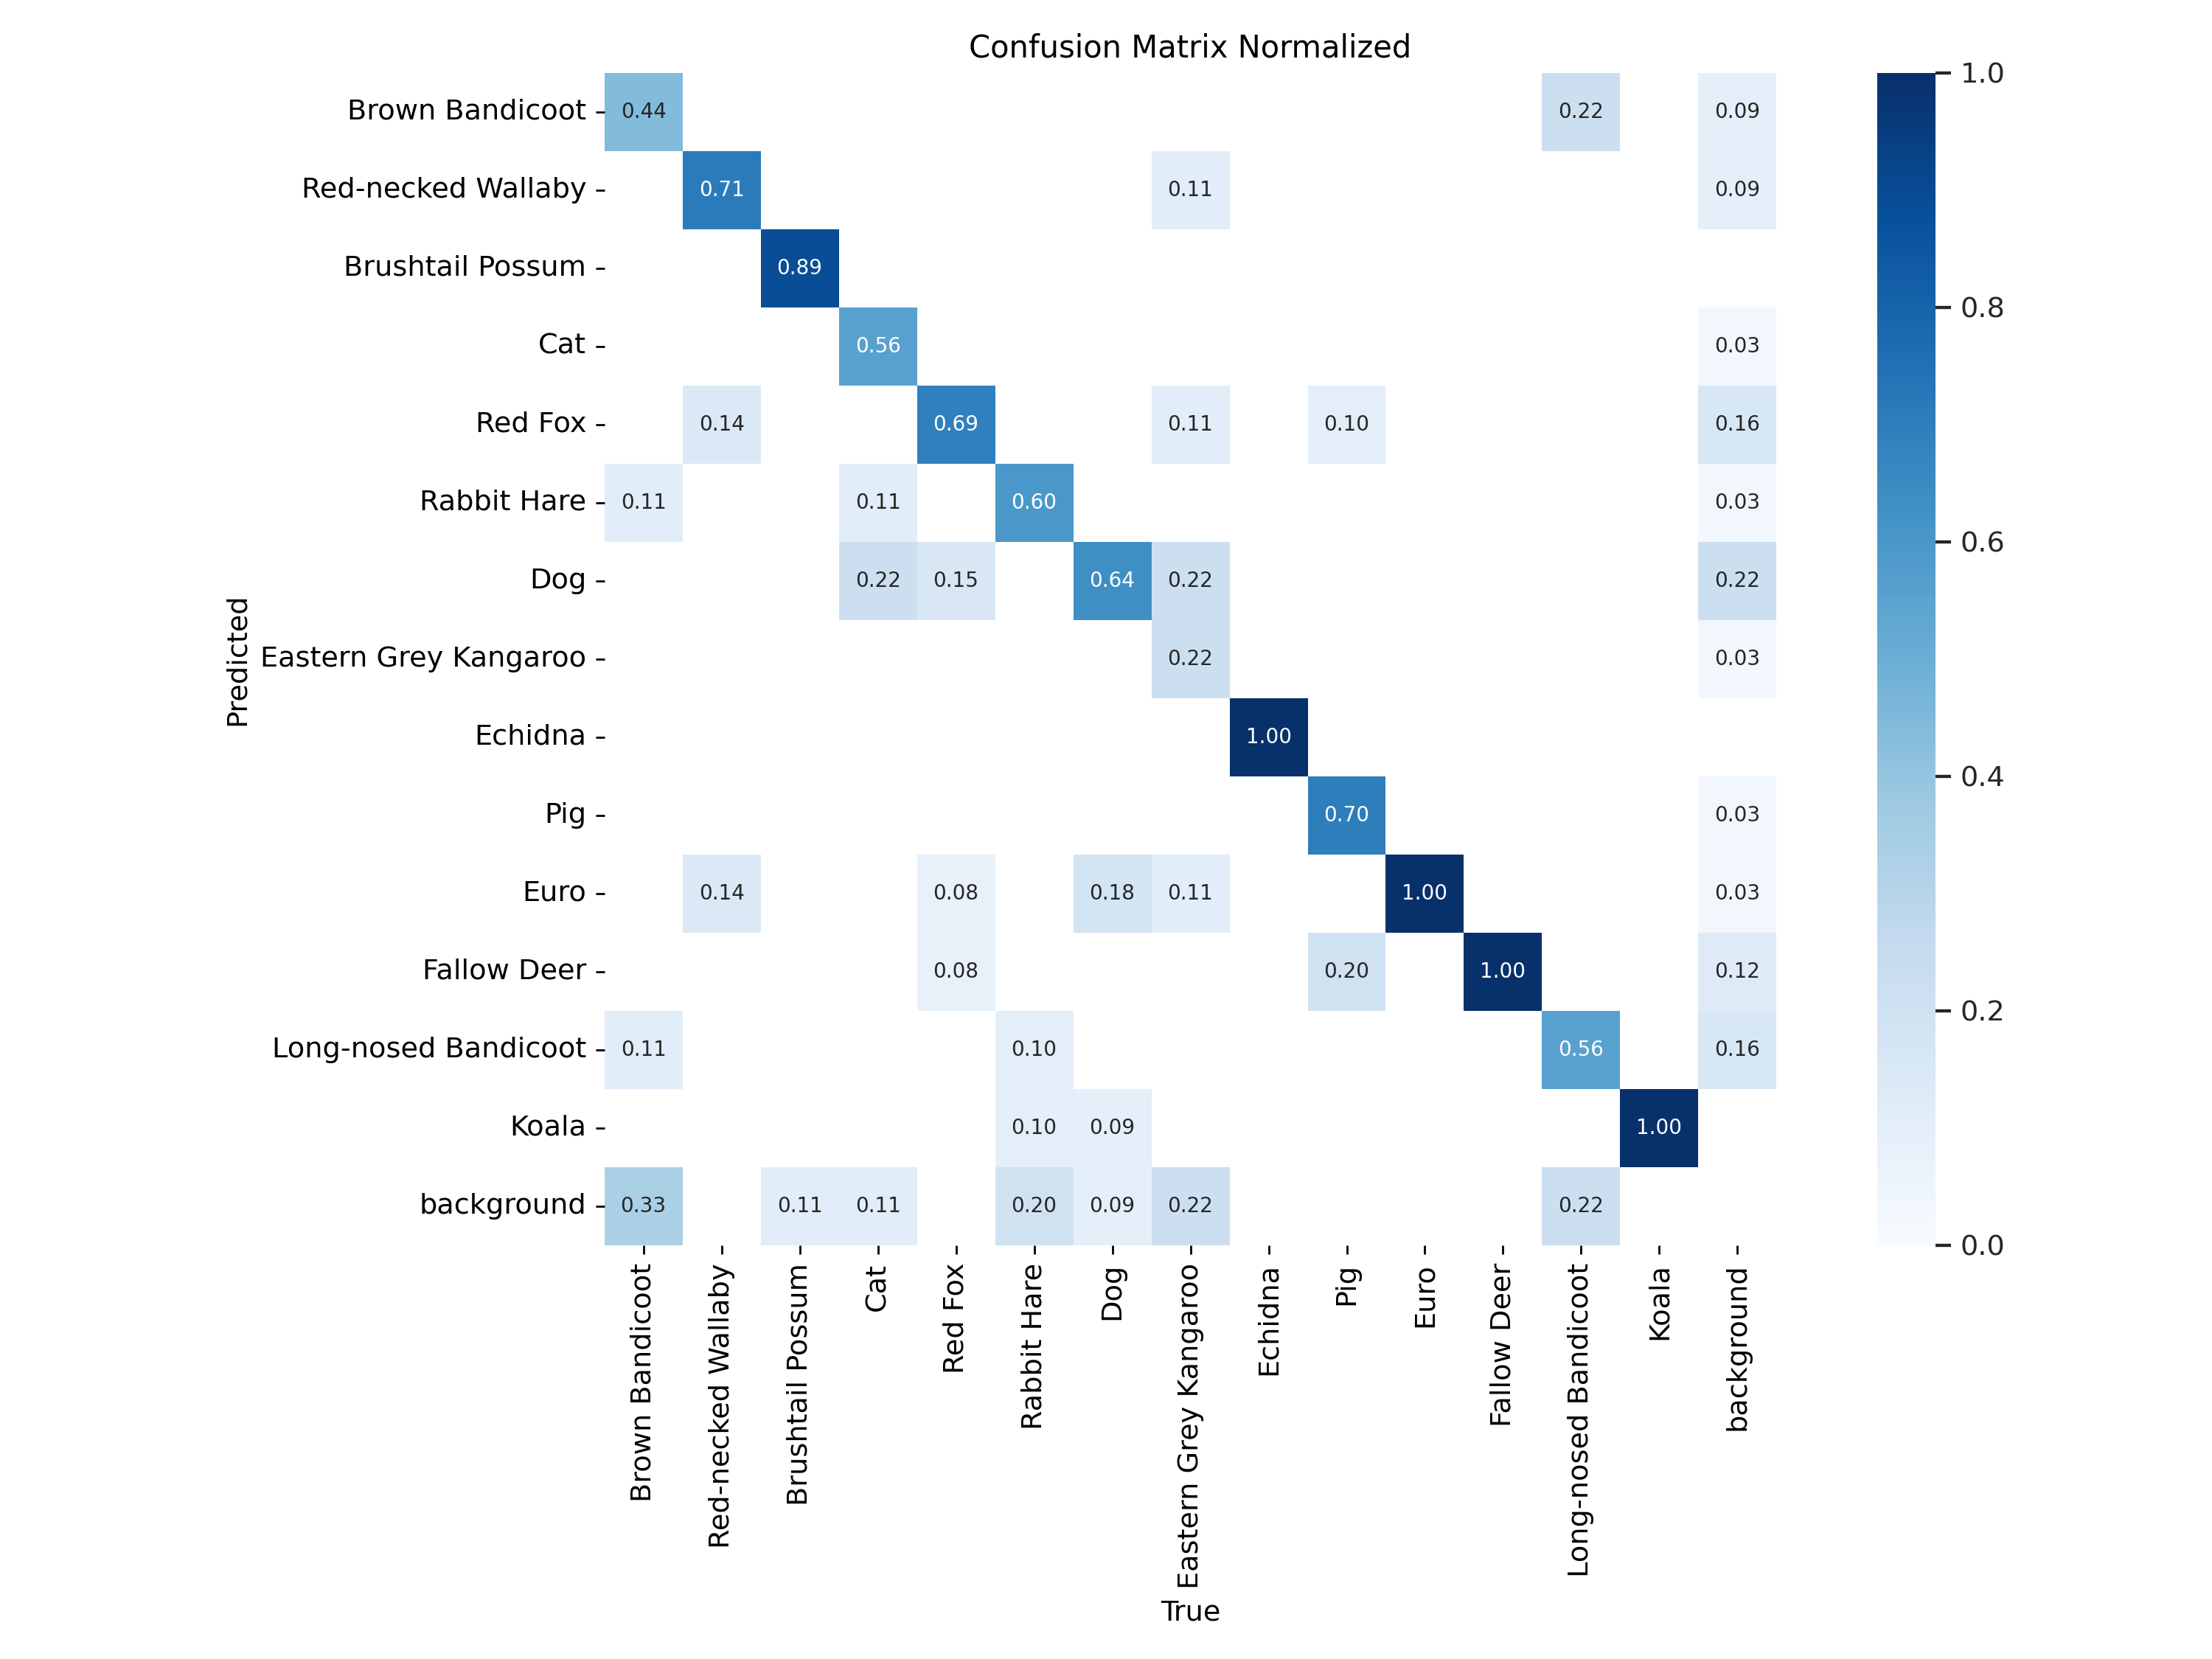 Confusion Matrix Normalized
Brown Bandicoot 0.44 0.22 0.09
Red-necked Wallaby 0.71 0.11 0.09
Brushtail Possum 0.89
Cat 0.56 0.03
Red Fox 0.14 0.69 0.11 0.10 0.16
Rabbit Hare 0.11 0.11 0.60 0.03
Dog 0.22 0.15 0.64 0.22 0.22
Eastern Grey Kangaroo 0.22 0.03
Echidna 1.00
Pig 0.70 0.03
Euro 0.14 0.08 0.18 0.11 1.00 0.03
Fallow Deer 0.08 0.20 1.00 0.12
Long-nosed Bandicoot 0.11 0.10 0.56 0.16
Koala 0.10 0.09 1.00
background 0.33 0.11 0.11 0.20 0.09 0.22 0.22
Predicted
Brown Bandicoot
Red-necked Wallaby
Brushtail Possum
Cat
Red Fox
Rabbit Hare
Dog
Eastern Grey Kangaroo
Echidna
Pig
Euro
Fallow Deer
Long-nosed Bandicoot
Koala
background
True
1.0
0.8
0.6
0.4
0.2
0.0